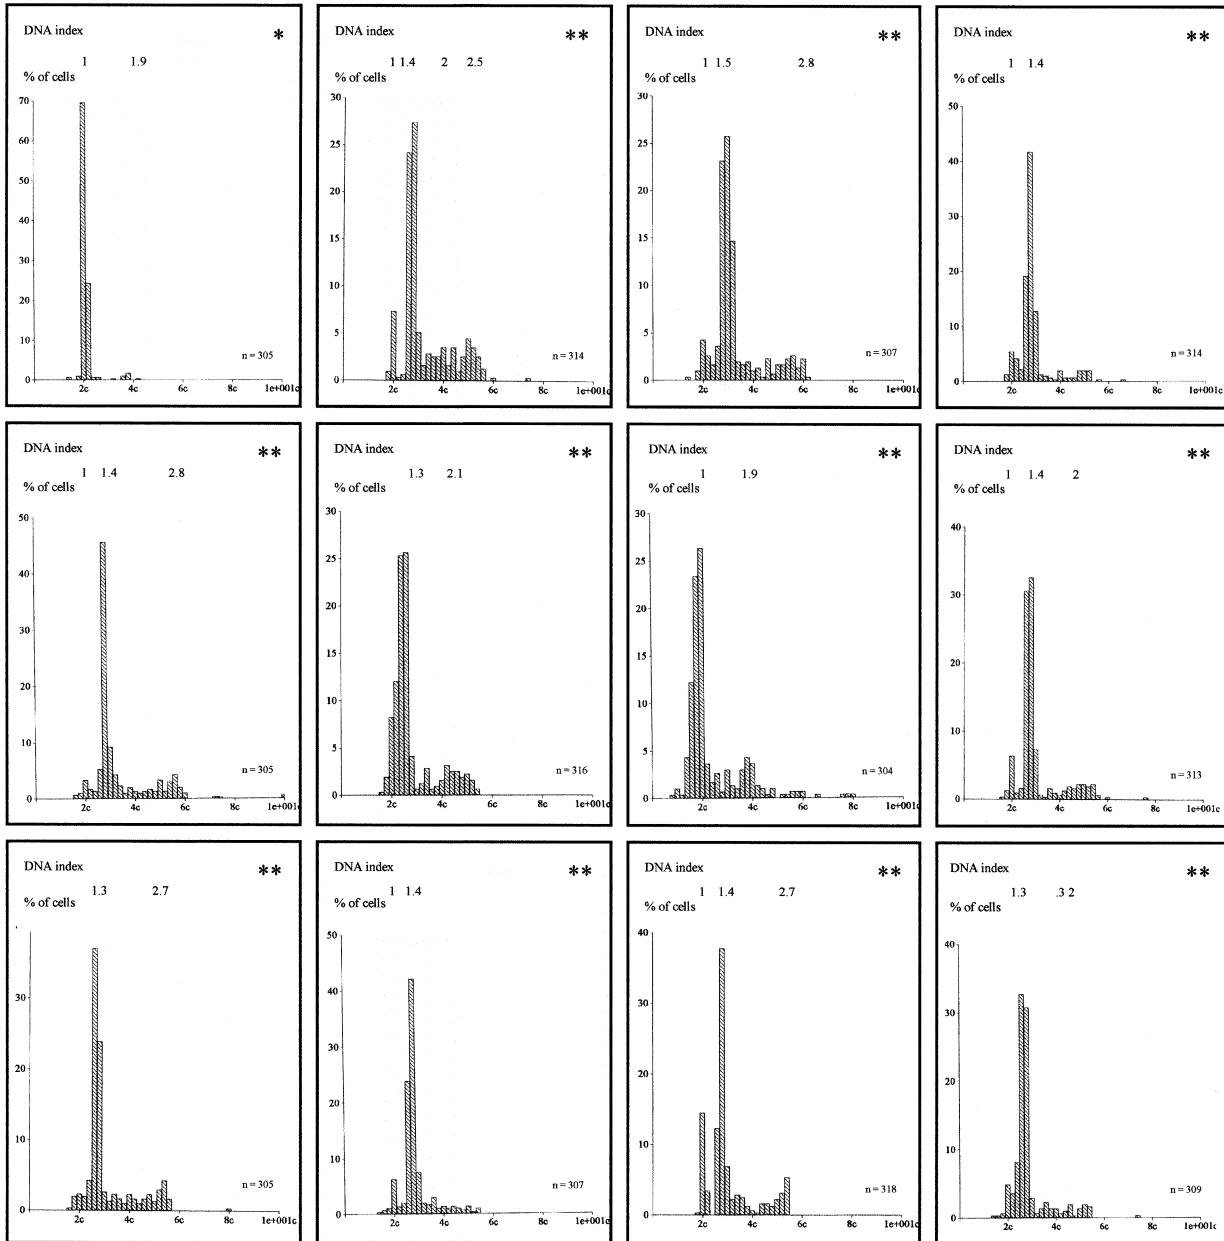 DNA index *
1 1.9
% of cells
70
60
50
40
30
20
10
0
n = 305
2c 4c 6c 8c 1e+001c
DNA index **
1 1.4 2 2.5
% of cells
30
25
20
15
10
5
0
n = 314
2c 4c 6c 8c 1e+001c
DNA index **
1 1.5 2.8
% of cells
30
25
20
15
10
5
0
n = 307
2c 4c 6c 8c 1e+001c
DNA index **
1 1.4
% of cells
50
40
30
20
10
0
n = 314
2c 4c 6c 8c 1e+001c
DNA index **
1 1.4 2.8
% of cells
50
40
30
20
10
0
n = 305
2c 4c 6c 8c 1e+001c
DNA index **
1.3 2.1
% of cells
30
25
20
15
10
5
0
n = 316
2c 4c 6c 8c 1e+001c
DNA index **
1 1.9
% of cells
30
25
20
15
10
5
0
n = 304
2c 4c 6c 8c 1e+001c
DNA index **
1 1.4 2
% of cells
40
30
20
10
0
n = 313
2c 4c 6c 8c 1e+001c
DNA index **
1.3 2.7
% of cells
30
20
10
0
n = 305
2c 4c 6c 8c 1e+001c
DNA index **
1 1.4
% of cells
50
40
30
20
10
0
n = 307
2c 4c 6c 8c 1e+001c
DNA index **
1 1.4 2.7
% of cells
40
30
20
10
0
n = 318
2c 4c 6c 8c 1e+001c
DNA index **
1.3 .3 2
% of cells
40
30
20
10
0
n = 309
2c 4c 6c 8c 1e+001c